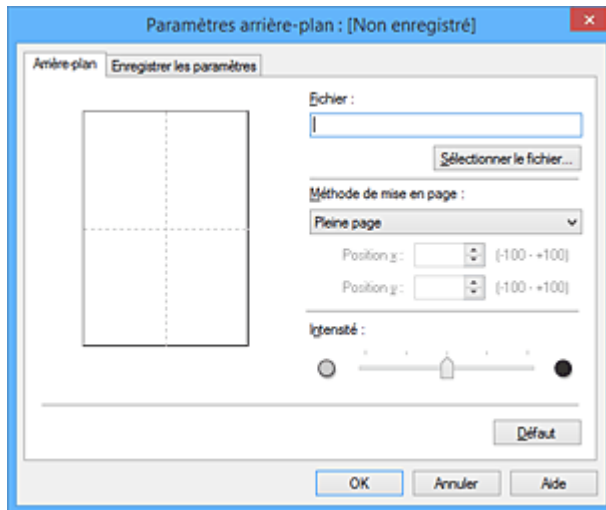 Paramètres arrière-plan : [Non enregistré]
Arrière-plan Enregistrer les paramètres
Fichier :
Sélectionner le fichier...
Méthode de mise en page :
Pleine page
Position x : (-100 - +100)
Position y : (-100 - +100)
Intensité :
Défaut
OK Annuler Aide